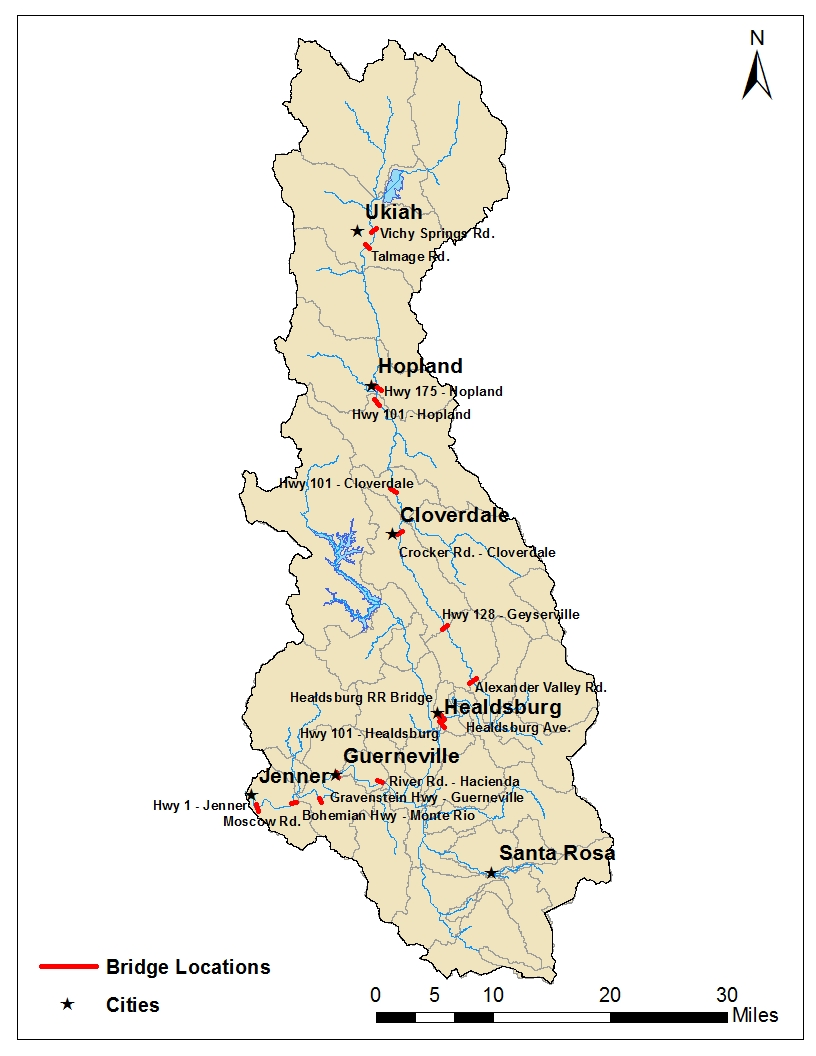 N
Ukiah
Vichy Springs Rd.
Talmage Rd.
Hopland
Hwy 175 - Hopland
Hwy 101 - Hopland
Hwy 101 - Cloverdale
Cloverdale
Crocker Rd. - Cloverdale
Hwy 128 - Geyserville
Alexander Valley Rd.
Healdsburg RR Bridge
Healdsburg
Healdsburg Ave.
Hwy 101 - Healdsburg
Guerneville
Jenner
River Rd. - Hacienda
Gravenstein Hwy - Guerneville
Hwy 1 - Jenner
Bohemian Hwy - Monte Rio
Moscow Rd.
Santa Rosa
Bridge Locations
Cities
0 5 10 20 30
Miles